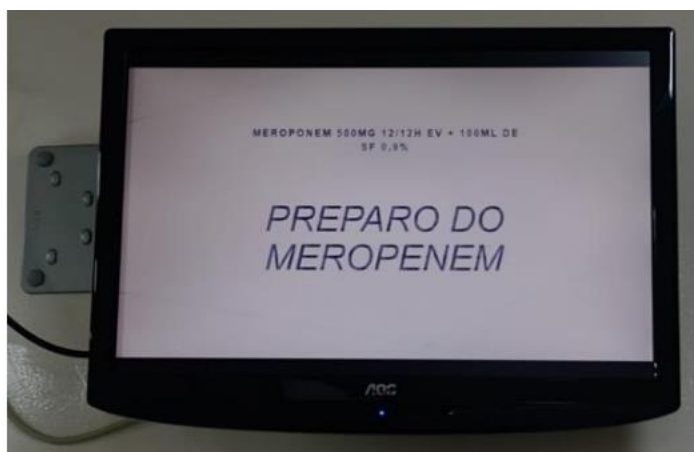 MEROPONEM 500MG 12/12H EV + 100ML DE
SF 0,9%
PREPARO DO
MEROPENEM
AOC